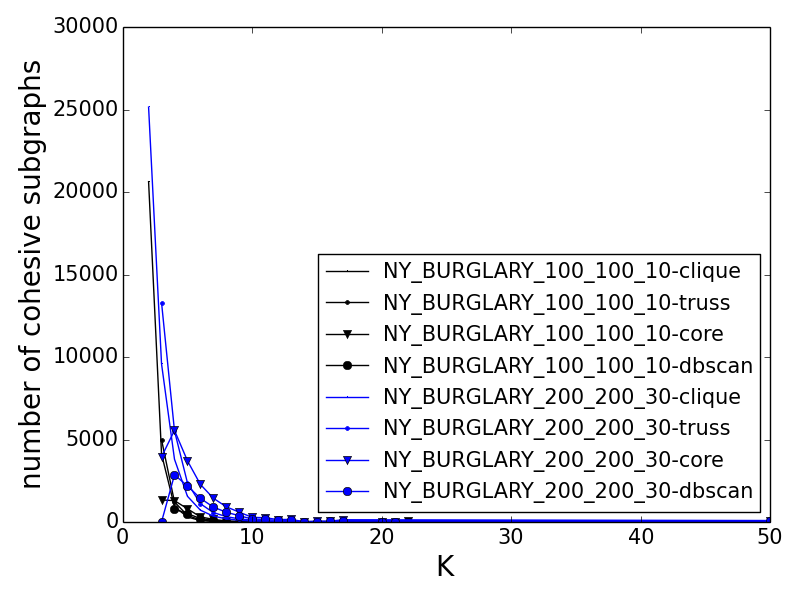 30000
25000
20000
15000
10000
5000
0
number of cohesive subgraphs
NY_BURGLARY_100_100_10-clique
NY_BURGLARY_100_100_10-truss
NY_BURGLARY_100_100_10-core
NY_BURGLARY_100_100_10-dbscan
NY_BURGLARY_200_200_30-clique
NY_BURGLARY_200_200_30-truss
NY_BURGLARY_200_200_30-core
NY_BURGLARY_200_200_30-dbscan
0 10 20 30 40 50
K